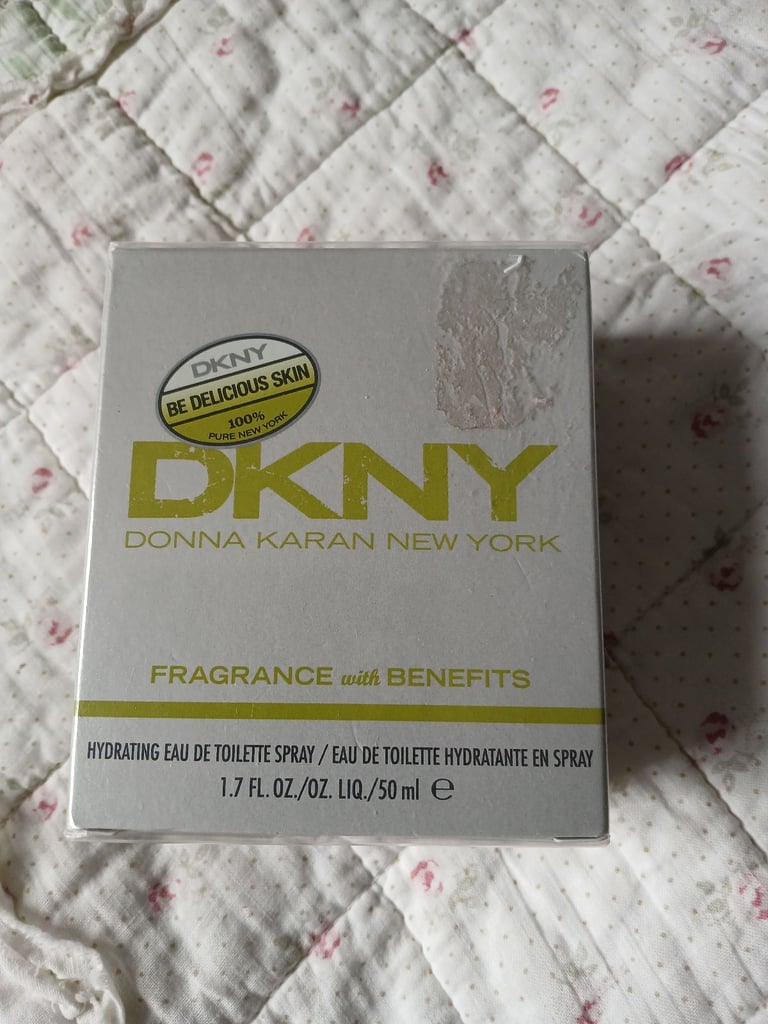 DKNY
BE DELICIOUS SKIN
100%
PURE NEW YORK
DKNY
DONNA KARAN NEW YORK
FRAGRANCE with BENEFITS
HYDRATING EAU DE TOILETTE SPRAY / EAU DE TOILETTE HYDRATANTE EN SPRAY
1.7 FL. OZ./OZ. LIQ./50 ml ℮